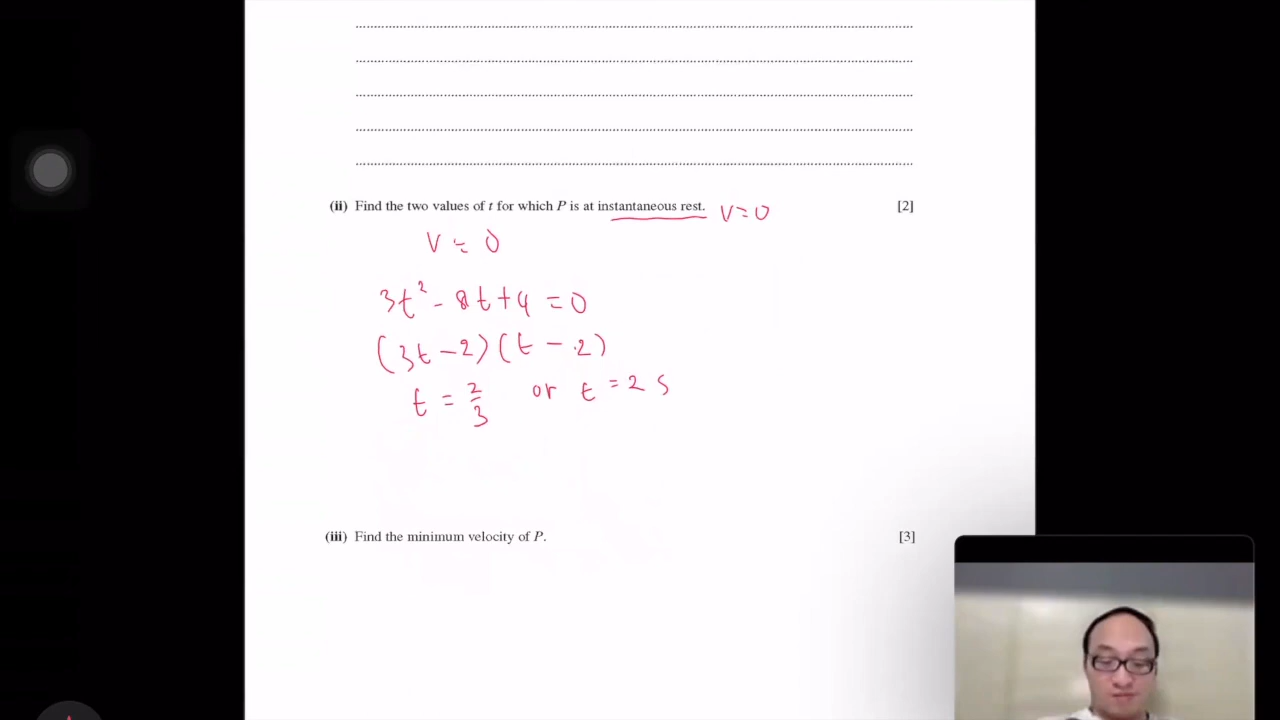 (ii) Find the two values of t for which P is at instantaneous rest. v=0 [2]
v = 0
3t² - 8t + 4 = 0
(3t - 2)(t - 2)
t = 2/3 or t = 2 s
(iii) Find the minimum velocity of P. [3]